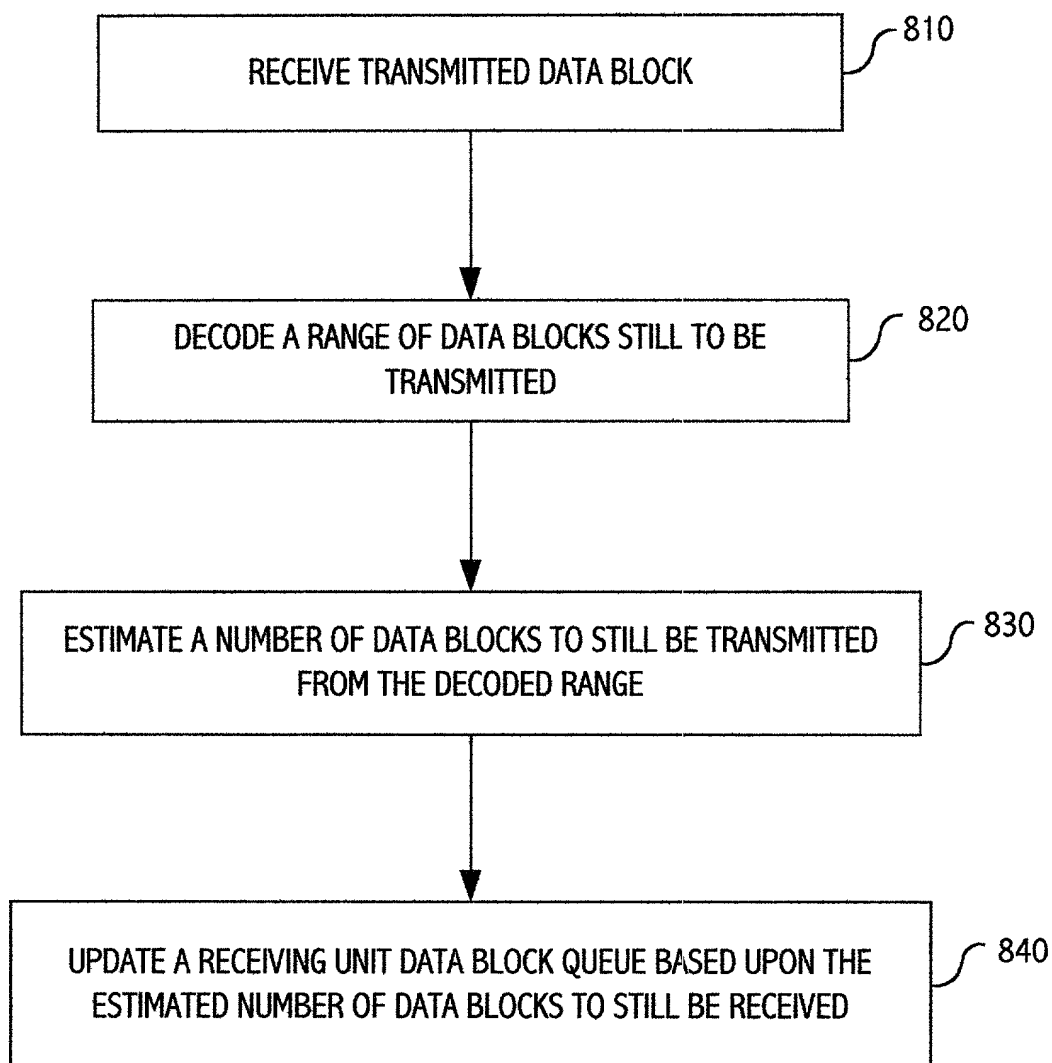 810
RECEIVE TRANSMITTED DATA BLOCK
820
DECODE A RANGE OF DATA BLOCKS STILL TO BE
TRANSMITTED
830
ESTIMATE A NUMBER OF DATA BLOCKS TO STILL BE TRANSMITTED
FROM THE DECODED RANGE
840
UPDATE A RECEIVING UNIT DATA BLOCK QUEUE BASED UPON THE
ESTIMATED NUMBER OF DATA BLOCKS TO STILL BE RECEIVED